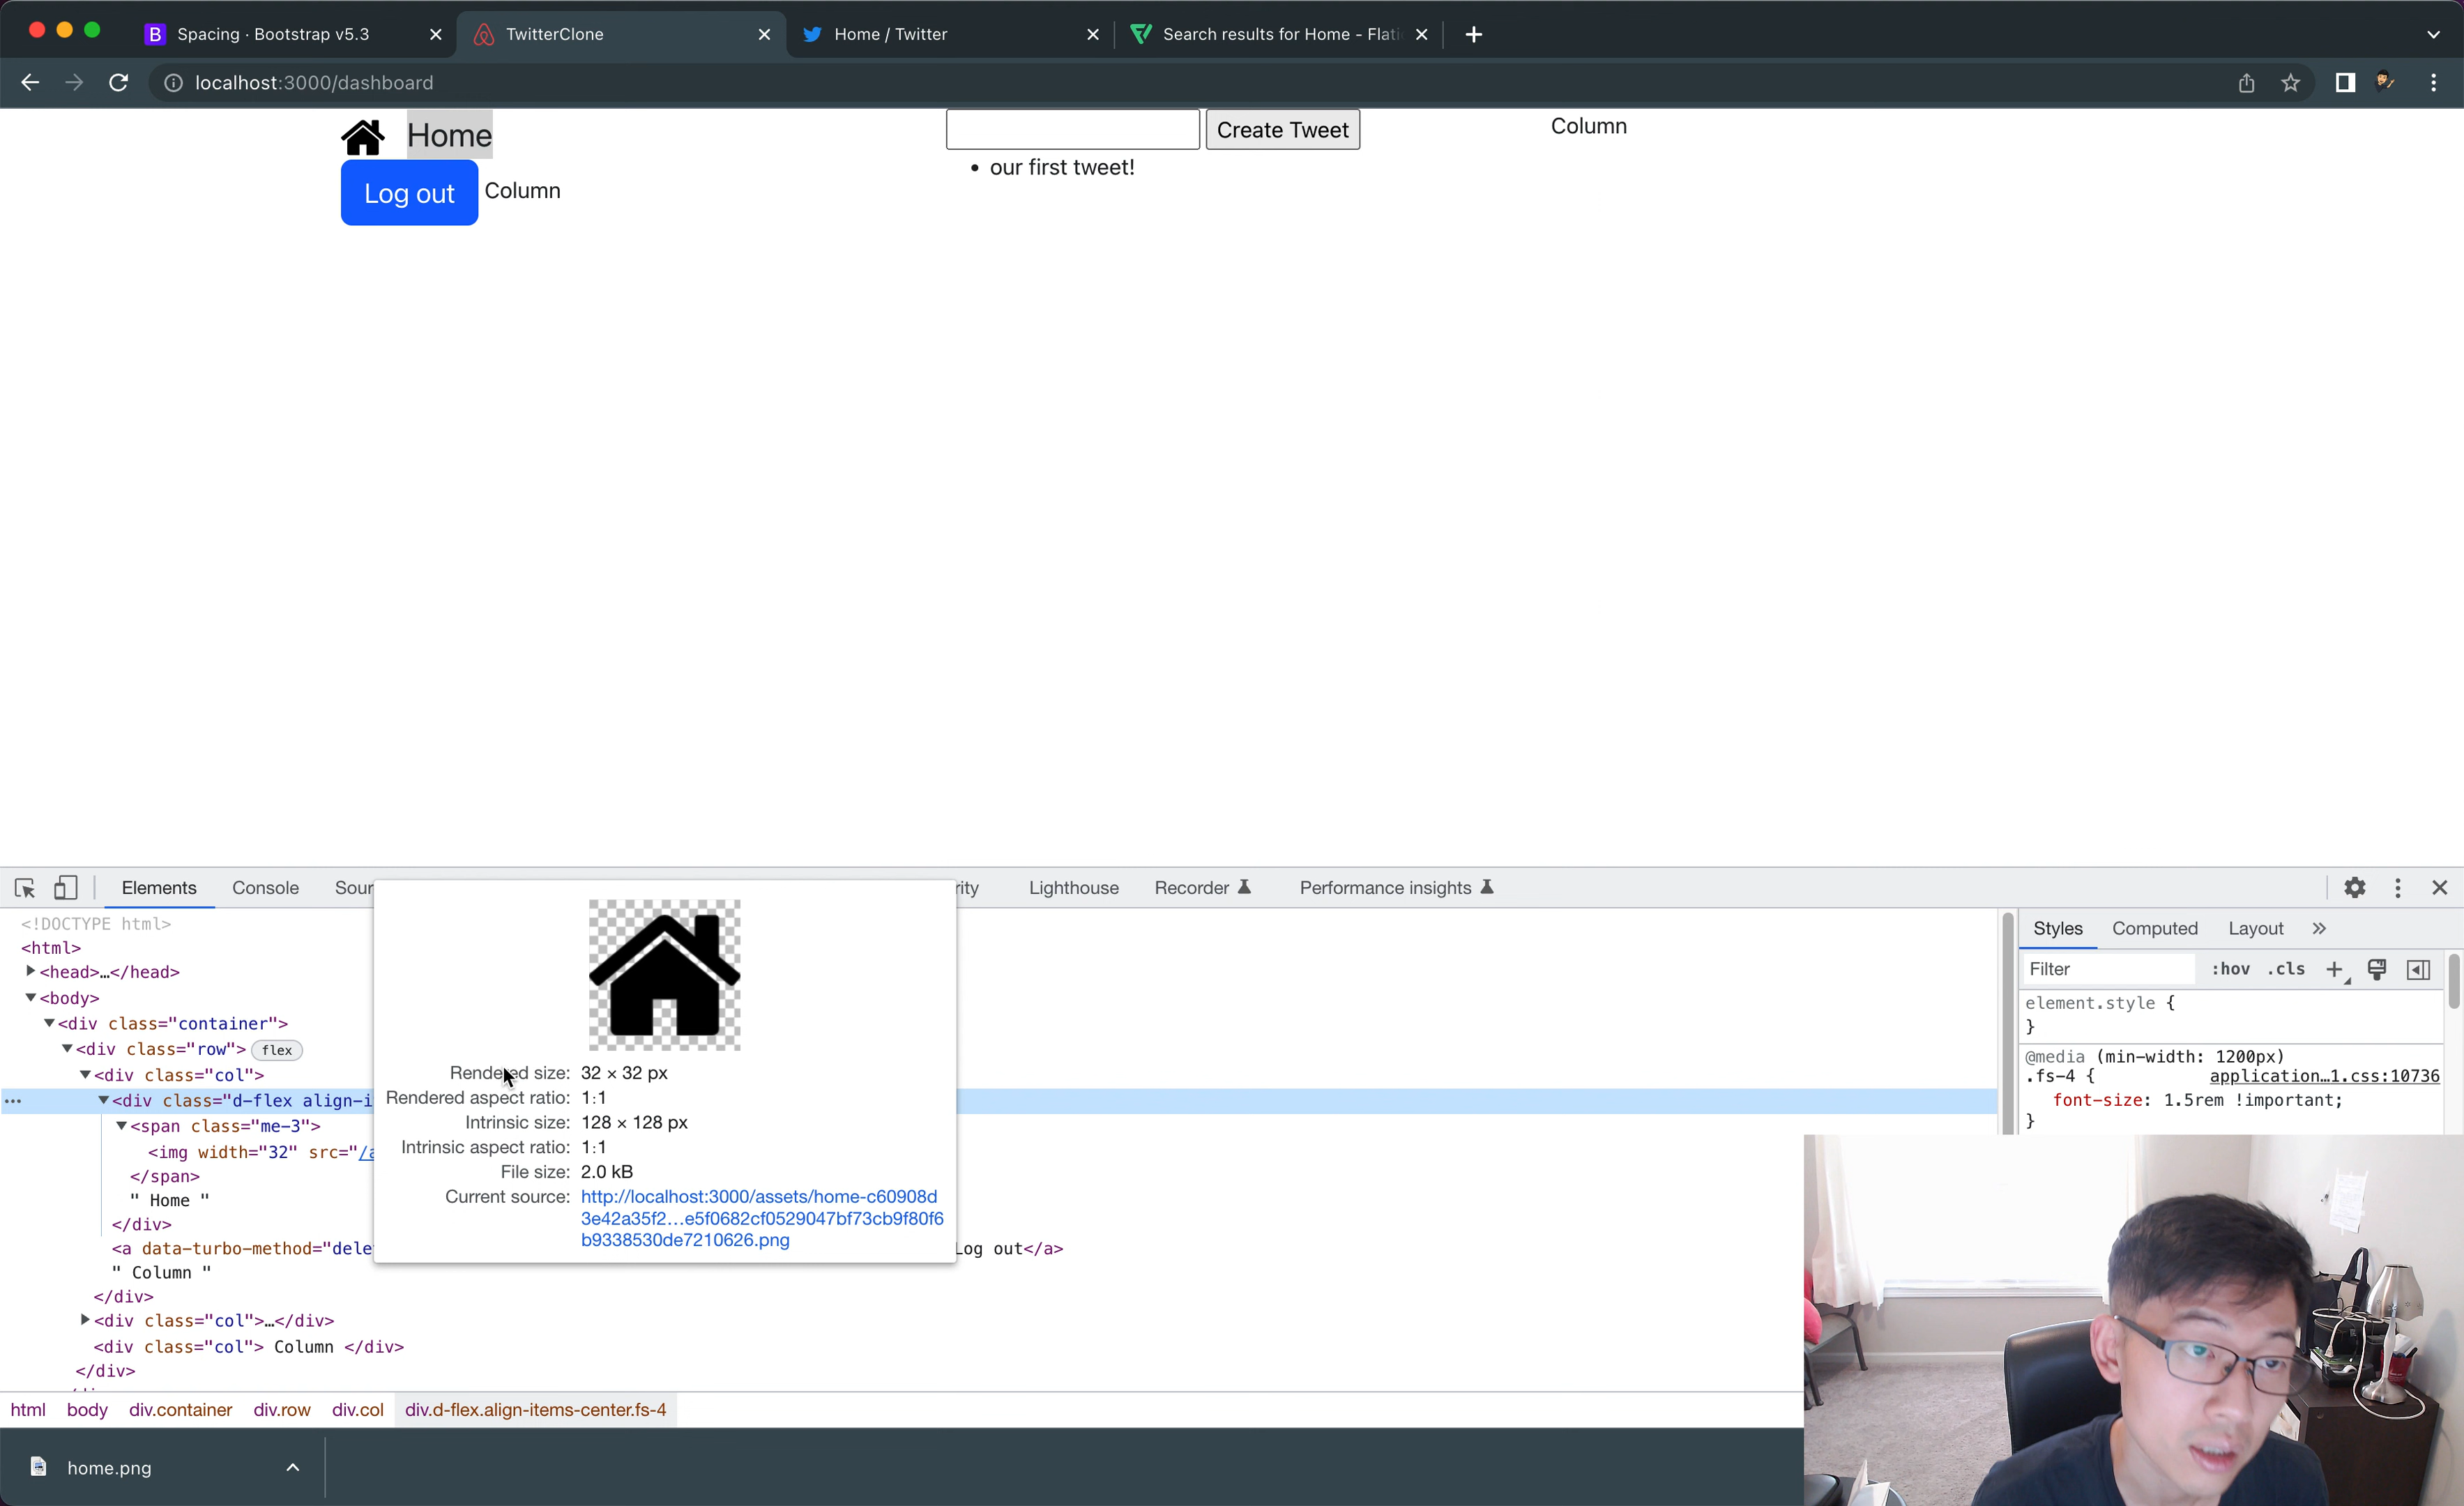 Spacing · Bootstrap v5.3
TwitterClone
Home / Twitter
Search results for Home - Flati
localhost:3000/dashboard
Home
Create Tweet
Column
our first tweet!
Log out
Column
Elements
Console
Sour
rity
Lighthouse
Recorder
Performance insights
<!DOCTYPE html>
<html>
<head>…</head>
<body>
<div class="container">
<div class="row">
flex
<div class="col">
<div class="d-flex align-i
<span class="me-3">
<img width="32" src="/a
</span>
" Home "
</div>
<a data-turbo-method="dele
Log out</a>
" Column "
</div>
<div class="col">…</div>
<div class="col"> Column </div>
</div>
Rendered size: 32 × 32 px
Rendered aspect ratio: 1:1
Intrinsic size: 128 × 128 px
Intrinsic aspect ratio: 1:1
File size: 2.0 kB
Current source: http://localhost:3000/assets/home-c60908d
3e42a35f2…e5f0682cf0529047bf73cb9f80f6
b9338530de7210626.png
Styles
Computed
Layout
Filter
:hov
.cls
element.style {
}
@media (min-width: 1200px)
.fs-4 {
application…1.css:10736
font-size: 1.5rem !important;
}
html
body
div.container
div.row
div.col
div.d-flex.align-items-center.fs-4
home.png